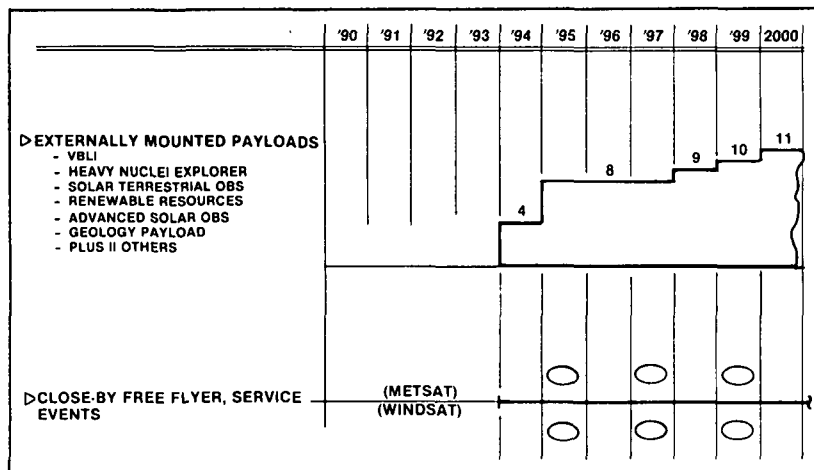 '90 '91 '92 '93 '94 '95 '96 '97 '98 '99 2000
▷EXTERNALLY MOUNTED PAYLOADS
- VBLI
- HEAVY NUCLEI EXPLORER
- SOLAR TERRESTRIAL OBS
- RENEWABLE RESOURCES
- ADVANCED SOLAR OBS
- GEOLOGY PAYLOAD
- PLUS II OTHERS
4
8
9
10
11
▷CLOSE-BY FREE FLYER, SERVICE
EVENTS
(METSAT)
(WINDSAT)